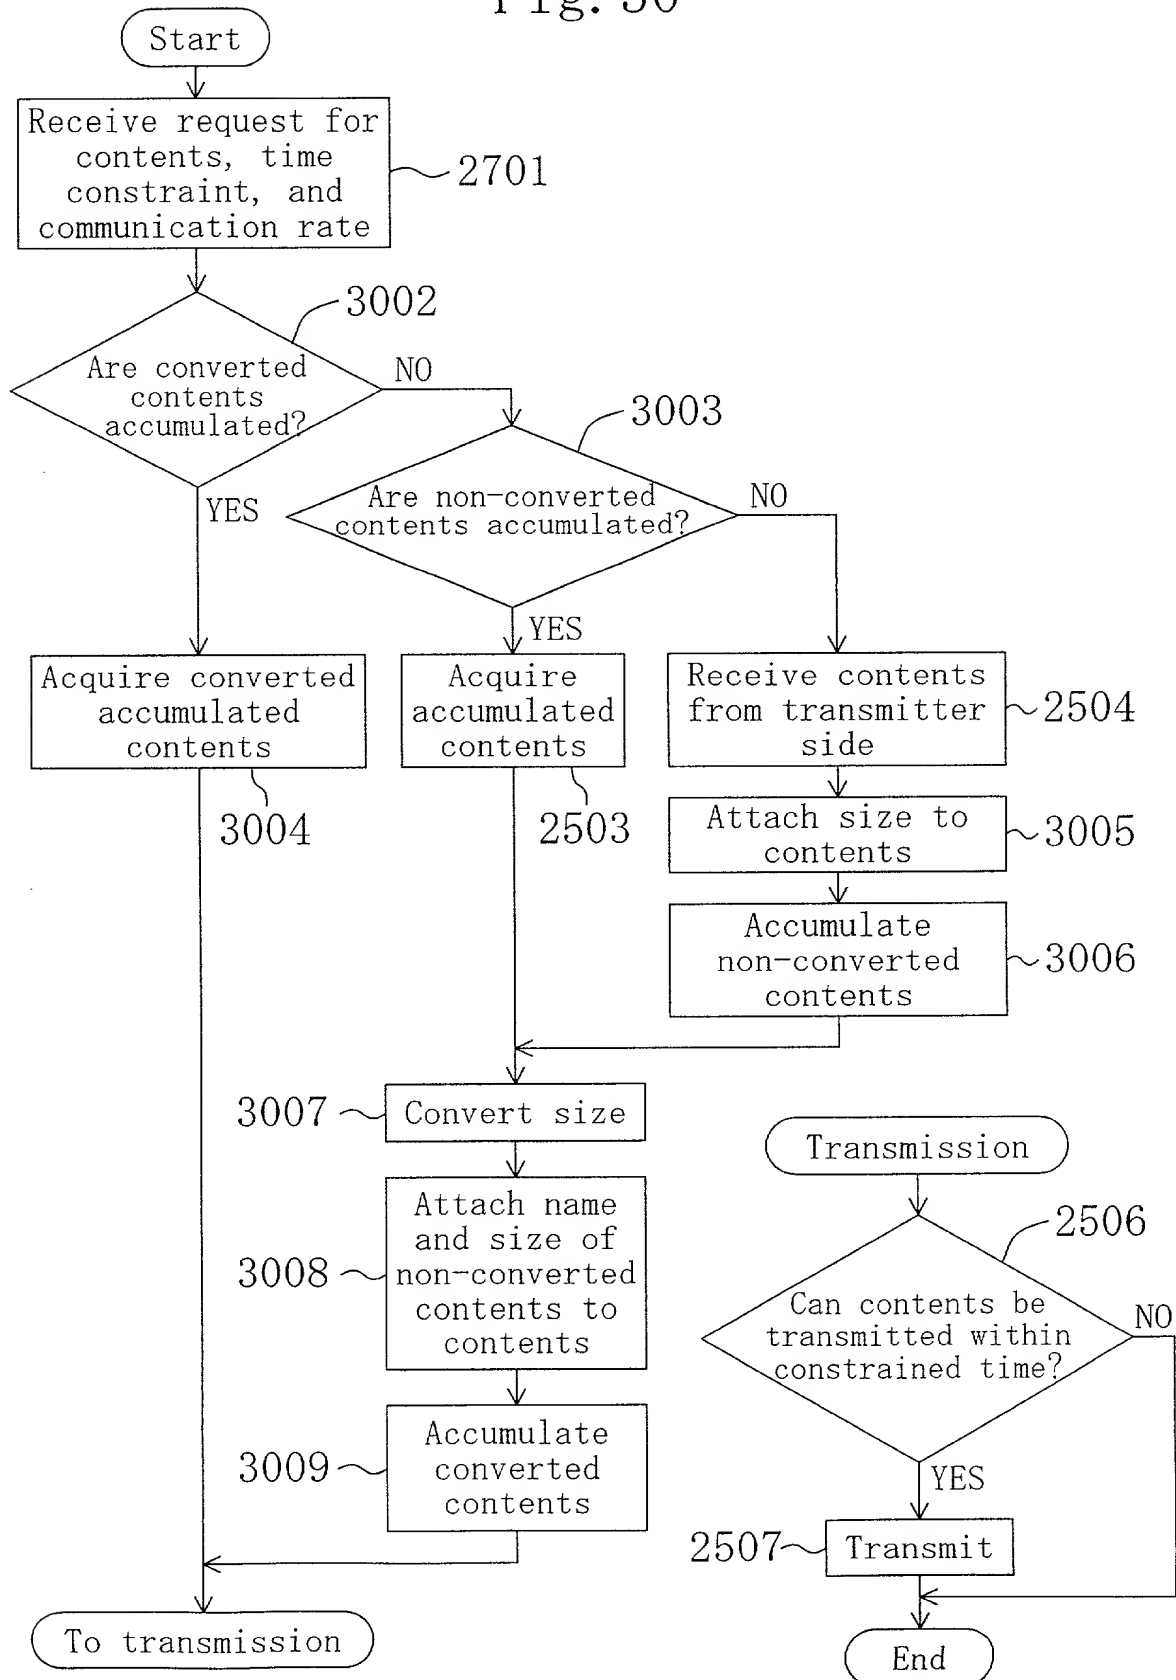 Fig. 30
Start
Receive request for
contents, time
constraint, and
communication rate
2701
3002
Are converted
contents
accumulated?
NO
YES
3003
Are non-converted
contents accumulated?
NO
YES
Acquire converted
accumulated
contents
3004
Acquire
accumulated
contents
2503
Receive contents
from transmitter
side
2504
Attach size to
contents
3005
Accumulate
non-converted
contents
3006
3007
Convert size
3008
Attach name
and size of
non-converted
contents to
contents
3009
Accumulate
converted
contents
To transmission
Transmission
2506
Can contents be
transmitted within
constrained time?
NO
YES
2507
Transmit
End